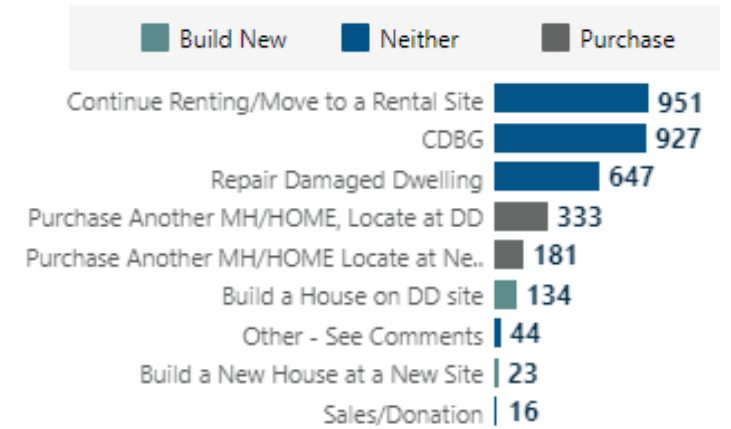 Build New Neither Purchase
Continue Renting/Move to a Rental Site 951
CDBG 927
Repair Damaged Dwelling 647
Purchase Another MH/HOME, Locate at DD 333
Purchase Another MH/HOME Locate at Ne.. 181
Build a House on DD site 134
Other - See Comments 44
Build a New House at a New Site 23
Sales/Donation 16